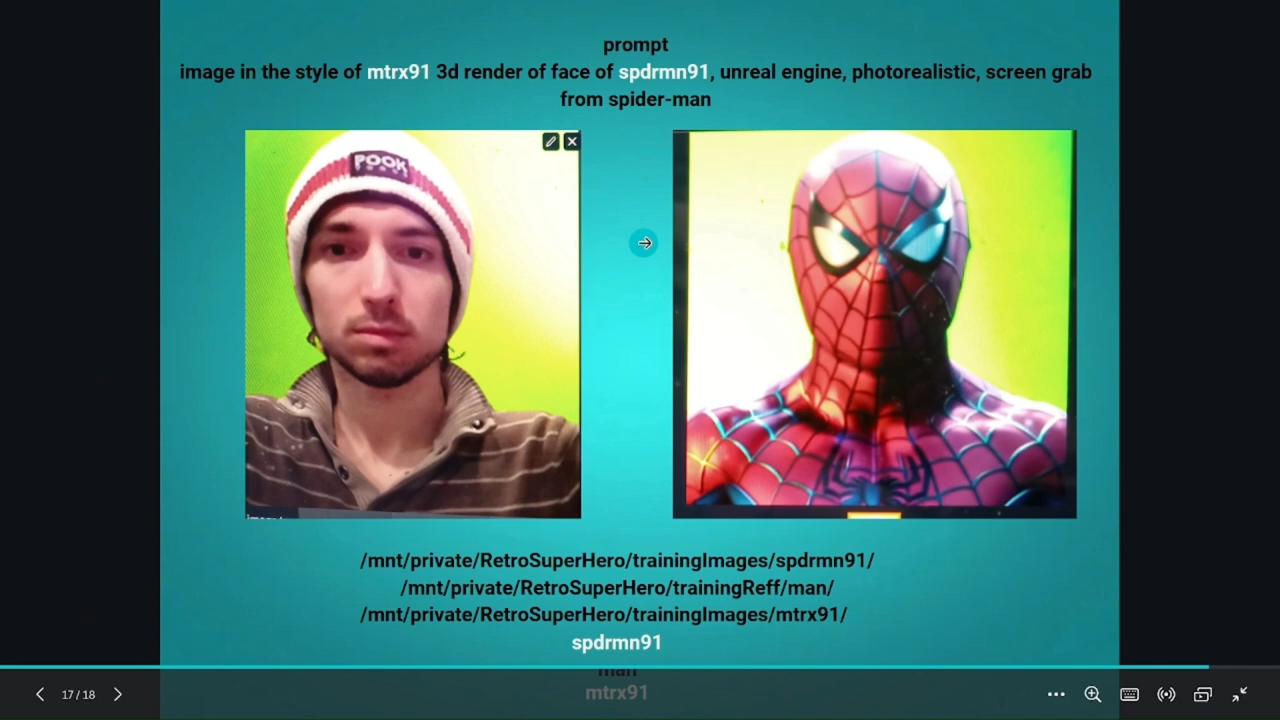 prompt
image in the style of mtrx91 3d render of face of spdrmn91, unreal engine, photorealistic, screen grab
from spider-man
POOK
/mnt/private/RetroSuperHero/trainingImages/spdrmn91/
/mnt/private/RetroSuperHero/trainingReff/man/
/mnt/private/RetroSuperHero/trainingImages/mtrx91/
spdrmn91
man
mtrx91
17 / 18